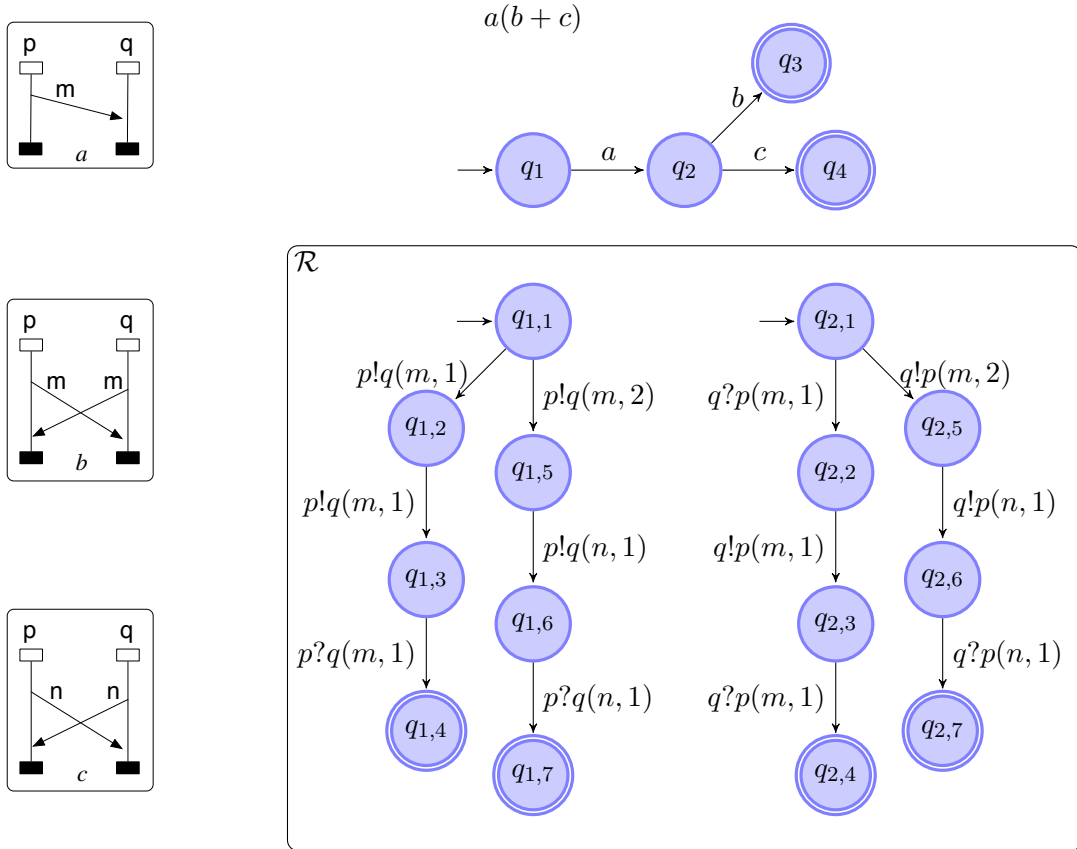 p q
m
a
a(b + c)
q3
b
q1 a q2 c q4
p q
m m
b
p q
n n
c
R
q1,1 q2,1
p!q(m, 1) p!q(m, 2) q?p(m, 1) q!p(m, 2)
q1,2 q1,5 q2,2 q2,5
p!q(m, 1) p!q(n, 1) q!p(m, 1) q!p(n, 1)
q1,3 q1,6 q2,3 q2,6
p?q(m, 1) p?q(n, 1) q?p(m, 1) q?p(n, 1)
q1,4 q1,7 q2,4 q2,7